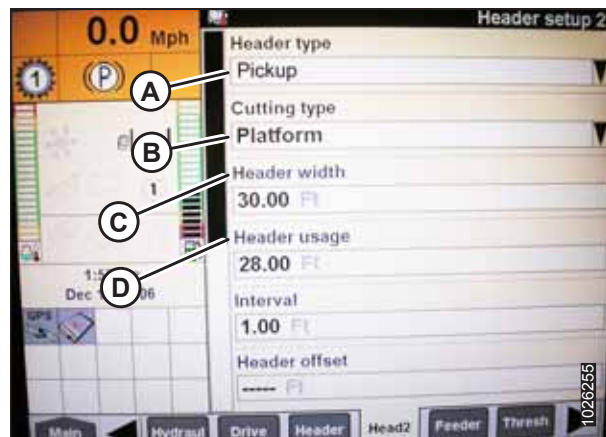 0.0 Mph
Header setup 2
Header type
Pickup
Cutting type
Platform
Header width
30.00 Ft
Header usage
28.00 Ft
Interval
1.00 Ft
Header offset
----- Ft
1
P
1
Dec
06
GPS
A
B
C
D
Main
Hydraul
Drive
Header
Head2
Feeder
Thresh
1026255